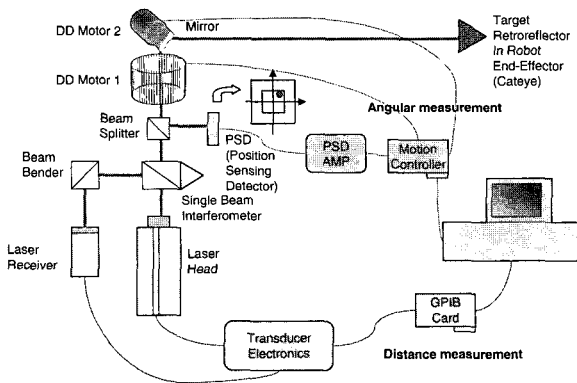 DD Motor 2
Mirror
Target
Retroreflector
In Robot
End-Effector
(Cateye)
DD Motor 1
Angular measurement
Beam
Splitter
PSD
(Position
Sensing
Detector)
PSD
AMP
Motion
Controller
Beam
Bender
Single Beam
Interferometer
Laser
Receiver
Laser
Head
GPIB
Card
Transducer
Electronics
Distance measurement